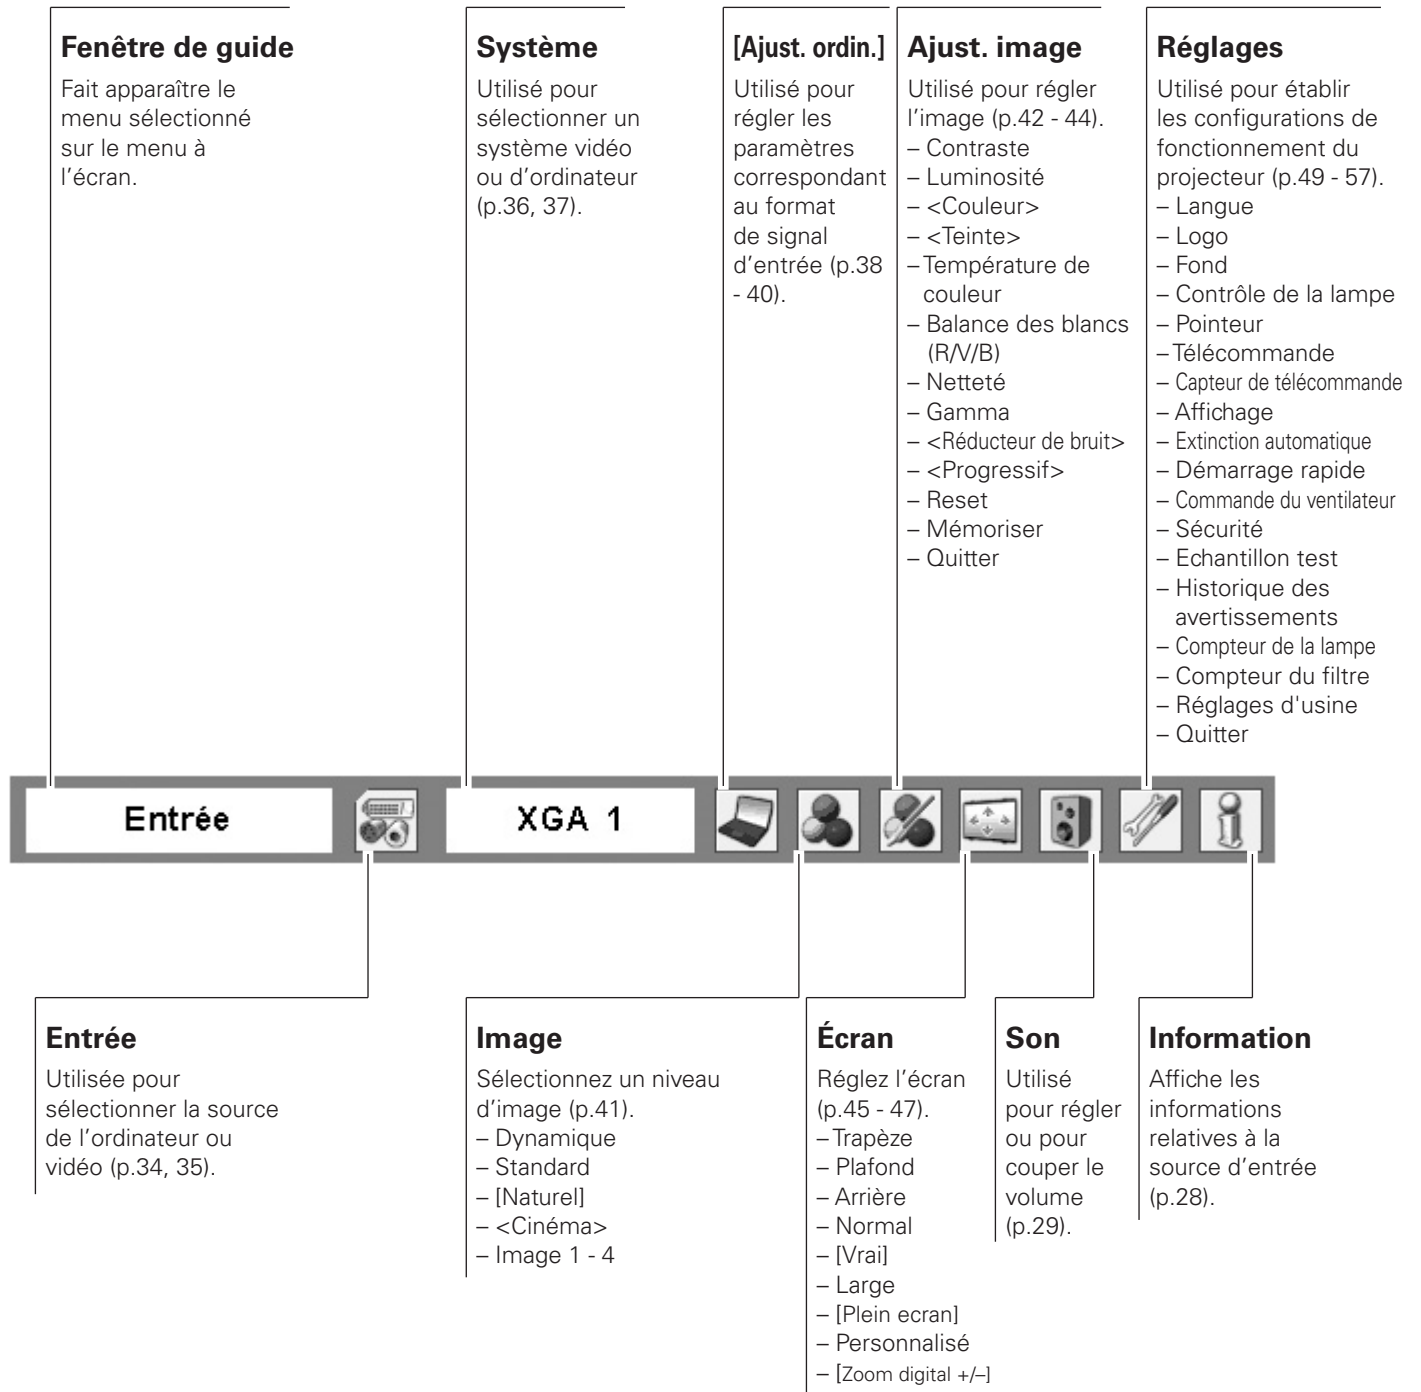 Fenêtre de guide
Fait apparaître le
menu sélectionné
sur le menu à
l’écran.
Système
Utilisé pour
sélectionner un
système vidéo
ou d’ordinateur
(p.36, 37).
[Ajust. ordin.]
Utilisé pour
régler les
paramètres
correspondant
au format
de signal
d’entrée (p.38
- 40).
Ajust. image
Utilisé pour régler
l’image (p.42 - 44).
– Contraste
– Luminosité
– <Couleur>
– <Teinte>
– Température de
couleur
– Balance des blancs
(R/V/B)
– Netteté
– Gamma
– <Réducteur de bruit>
– <Progressif>
– Reset
– Mémoriser
– Quitter
Réglages
Utilisé pour établir
les configurations de
fonctionnement du
projecteur (p.49 - 57).
– Langue
– Logo
– Fond
– Contrôle de la lampe
– Pointeur
– Télécommande
– Capteur de télécommande
– Affichage
– Extinction automatique
– Démarrage rapide
– Commande du ventilateur
– Sécurité
– Echantillon test
– Historique des
avertissements
– Compteur de la lampe
– Compteur du filtre
– Réglages d'usine
– Quitter
Entrée
XGA 1
Entrée
Utilisée pour
sélectionner la source
de l’ordinateur ou
vidéo (p.34, 35).
Image
Sélectionnez un niveau
d’image (p.41).
– Dynamique
– Standard
– [Naturel]
– <Cinéma>
– Image 1 - 4
Écran
Réglez l’écran
(p.45 - 47).
– Trapèze
– Plafond
– Arrière
– Normal
– [Vrai]
– Large
– [Plein ecran]
– Personnalisé
– [Zoom digital +/–]
Son
Utilisé
pour régler
ou pour
couper le
volume
(p.29).
Information
Affiche les
informations
relatives à la
source d’entrée
(p.28).